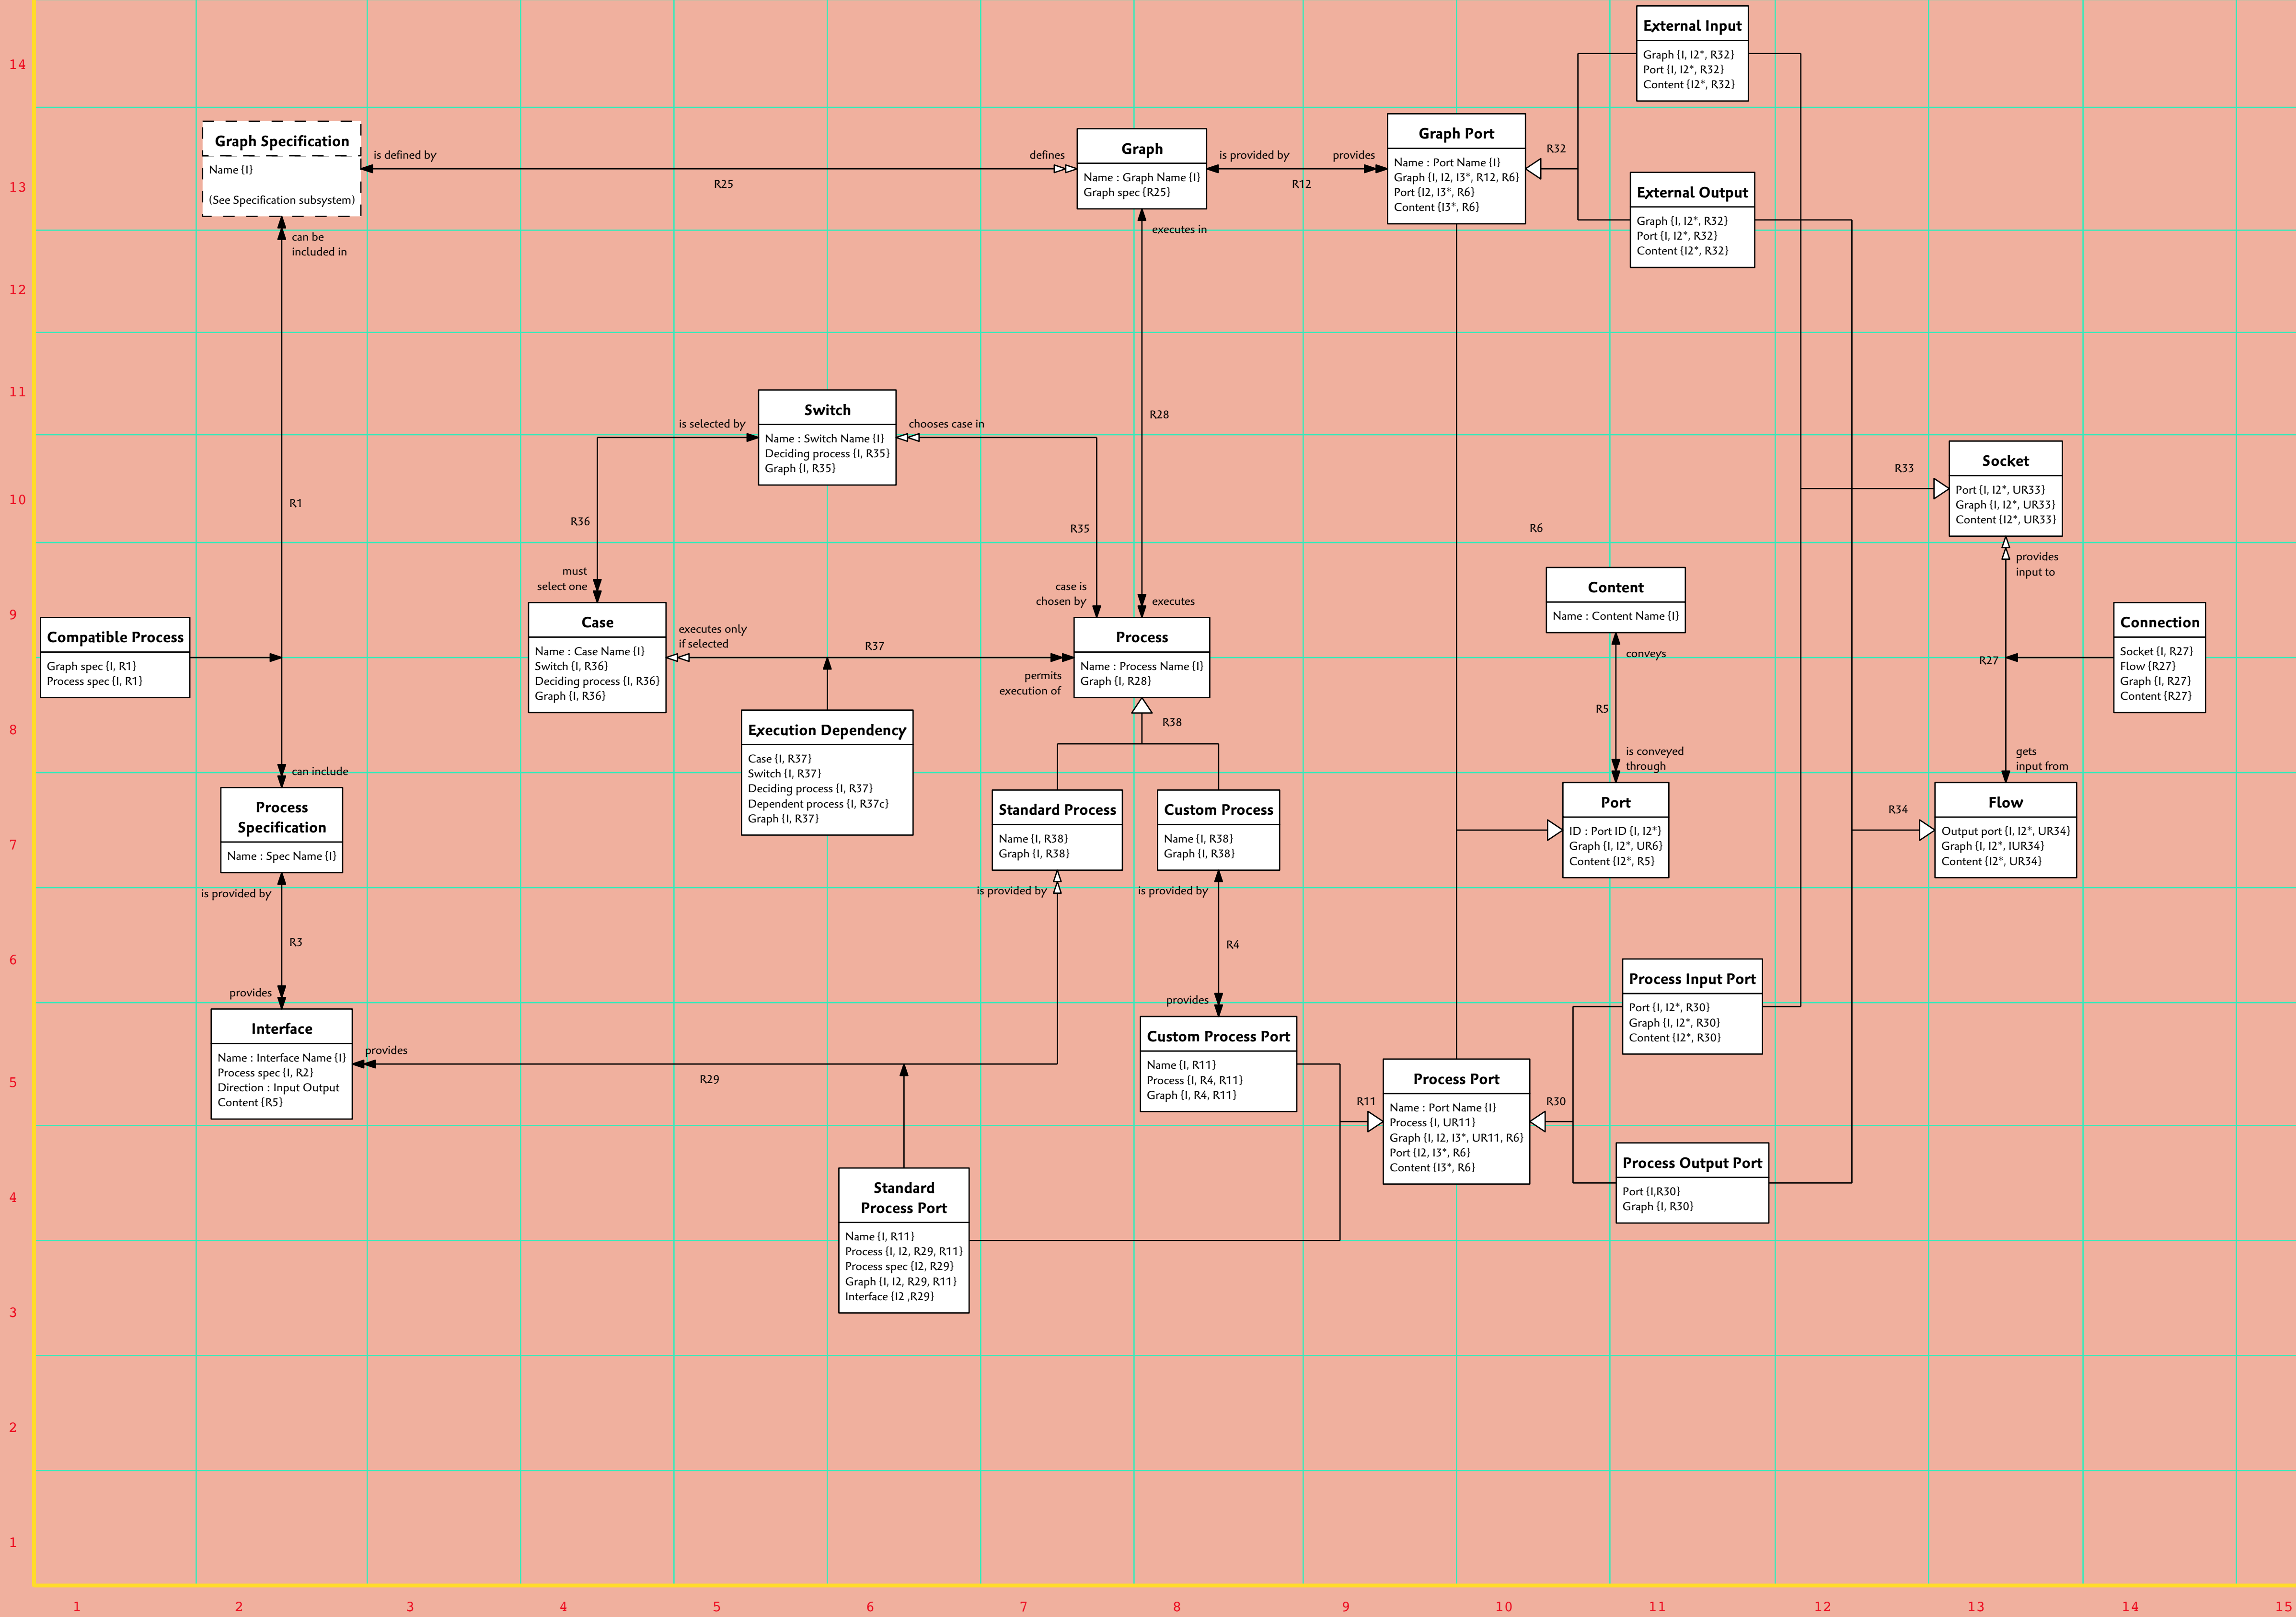 External Input
Graph {I, I2*, R32}
Port {I, I2*, R32}
Content {I2*, R32}
14
Graph Specification
Name {I}
(See Specification subsystem)
is defined by
defines
R25
Graph
Name : Graph Name {I}
Graph spec {R25}
is provided by
provides
R12
Graph Port
Name : Port Name {I}
Graph {I, I2, I3*, R12, R6}
Port {I2, I3*, R6}
Content {I3*, R6}
R32
External Output
Graph {I, I2*, R32}
Port {I, I2*, R32}
Content {I2*, R32}
13
can be
included in
executes in
12
11
Switch
Name : Switch Name {I}
Deciding process {I, R35}
Graph {I, R35}
is selected by
chooses case in
R28
Socket
Port {I, I2*, UR33}
Graph {I, I2*, UR33}
Content {I2*, UR33}
R33
10
R1
R36
R35
R6
must
select one
case is
chosen by
executes
Content
Name : Content Name {I}
provides
input to
9
Compatible Process
Graph spec {I, R1}
Process spec {I, R1}
Case
Name : Case Name {I}
Switch {I, R36}
Deciding process {I, R36}
Graph {I, R36}
executes only
if selected
R37
permits
execution of
Process
Name : Process Name {I}
Graph {I, R28}
conveys
R27
Connection
Socket {I, R27}
Flow {R27}
Graph {I, R27}
Content {R27}
8
Execution Dependency
Case {I, R37}
Switch {I, R37}
Deciding process {I, R37}
Dependent process {I, R37c}
Graph {I, R37}
R38
R5
is conveyed
through
gets
input from
can include
Process
Specification
Name : Spec Name {I}
Standard Process
Name {I, R38}
Graph {I, R38}
Custom Process
Name {I, R38}
Graph {I, R38}
Port
ID : Port ID {I, I2*}
Graph {I, I2*, UR6}
Content {I2*, R5}
R34
Flow
Output port {I, I2*, UR34}
Graph {I, I2*, IUR34}
Content {I2*, UR34}
7
is provided by
is provided by
is provided by
R3
R4
6
provides
provides
Process Input Port
Port {I, I2*, R30}
Graph {I, I2*, R30}
Content {I2*, R30}
Interface
Name : Interface Name {I}
Process spec {I, R2}
Direction : Input Output
Content {R5}
provides
R29
Custom Process Port
Name {I, R11}
Process {I, R4, R11}
Graph {I, R4, R11}
5
R11
Process Port
Name : Port Name {I}
Process {I, UR11}
Graph {I, I2, I3*, UR11, R6}
Port {I2, I3*, R6}
Content {I3*, R6}
R30
Process Output Port
Port {I,R30}
Graph {I, R30}
4
Standard
Process Port
Name {I, R11}
Process {I, I2, R29, R11}
Process spec {I2, R29}
Graph {I, I2, R29, R11}
Interface {I2 ,R29}
3
2
1
1 2 3 4 5 6 7 8 9 10 11 12 13 14 15